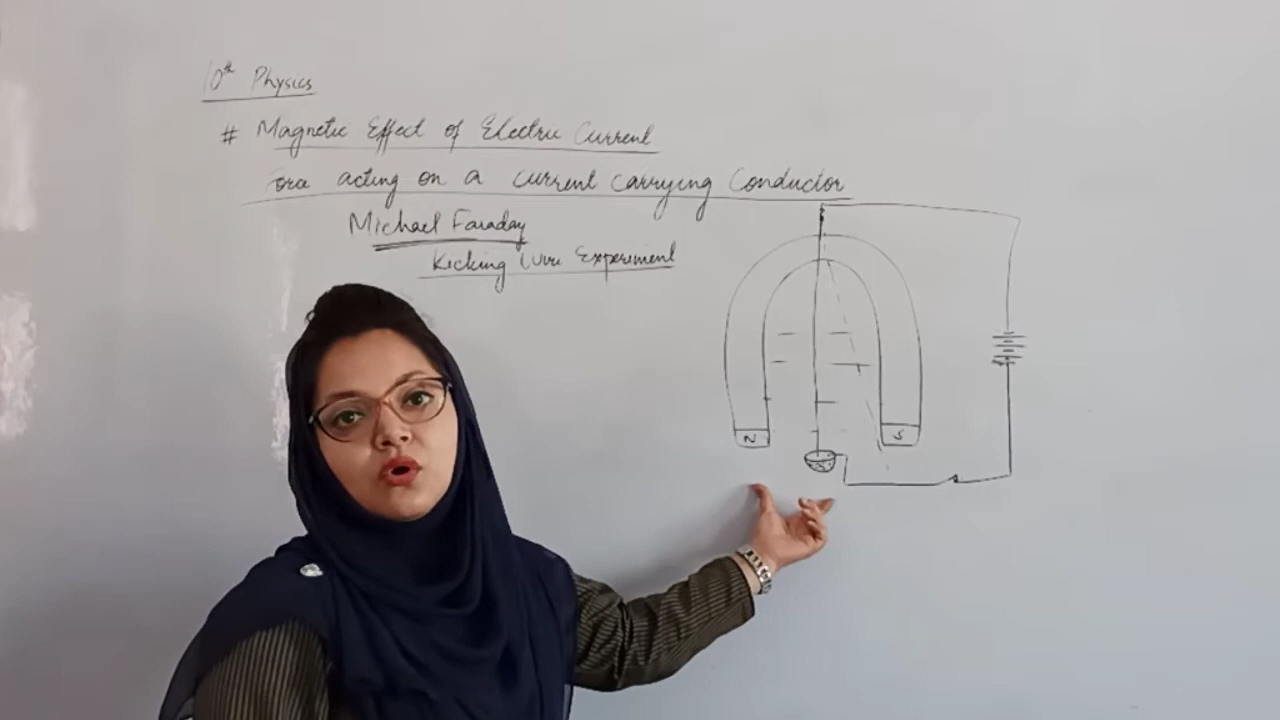 10th Physics
# Magnetic Effect of Electric Current
Force acting on a current carrying Conductor
Michael Faraday
Kicking Wire Experiment
N
S